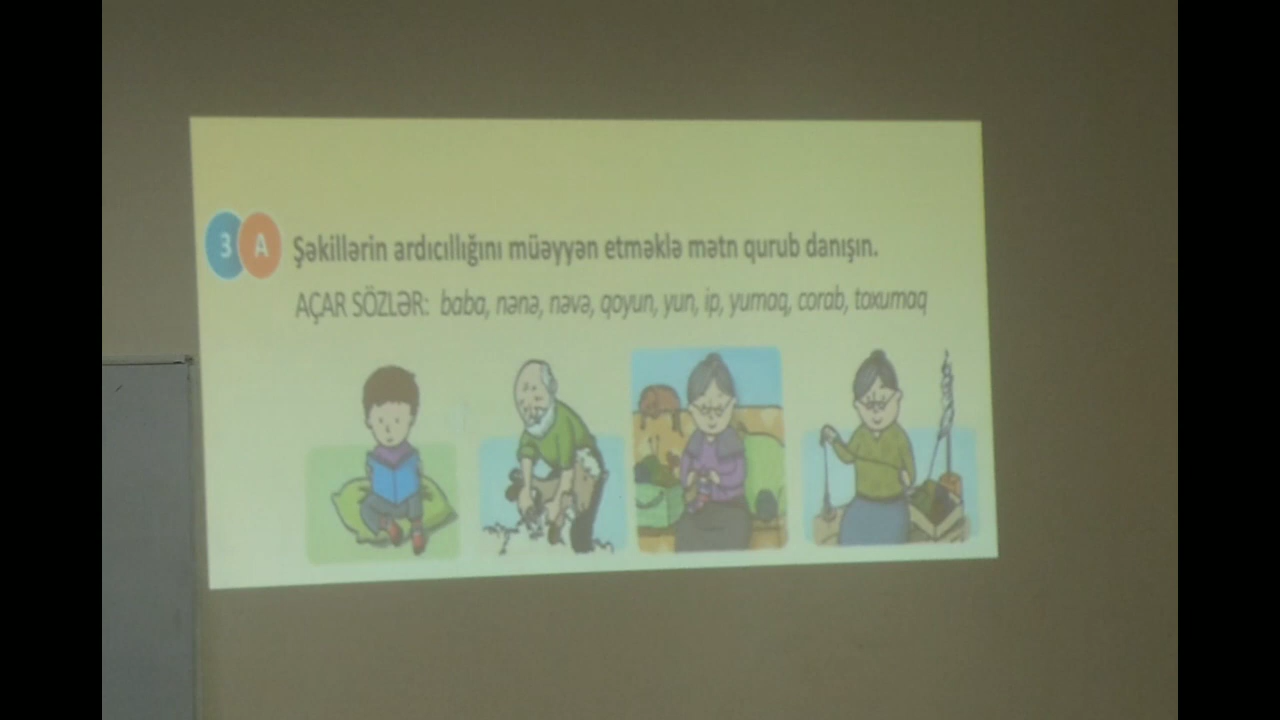 3 A Şəkillərin ardıcıllığını müəyyən etməklə mətn qurub danışın.
AÇAR SÖZLƏR: baba, nənə, nəvə, qoyun, yun, ip, yumaq, corab, toxumaq